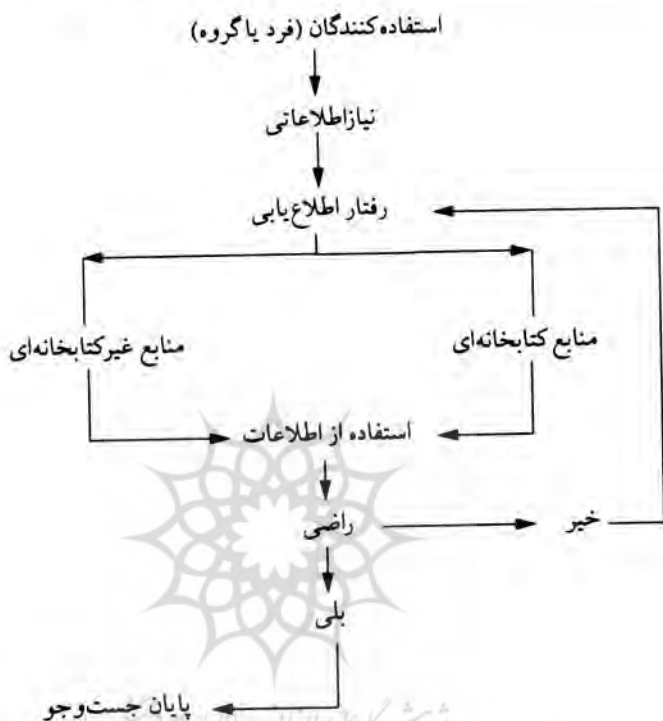 استفاده‌کنندگان (فرد یا گروه)
نیازاطلاعاتی
رفتار اطلاع‌یابی
منابع کتابخانه‌ای
منابع غیرکتابخانه‌ای
استفاده از اطلاعات
راضی
خیر
بلی
پایان جست‌وجو